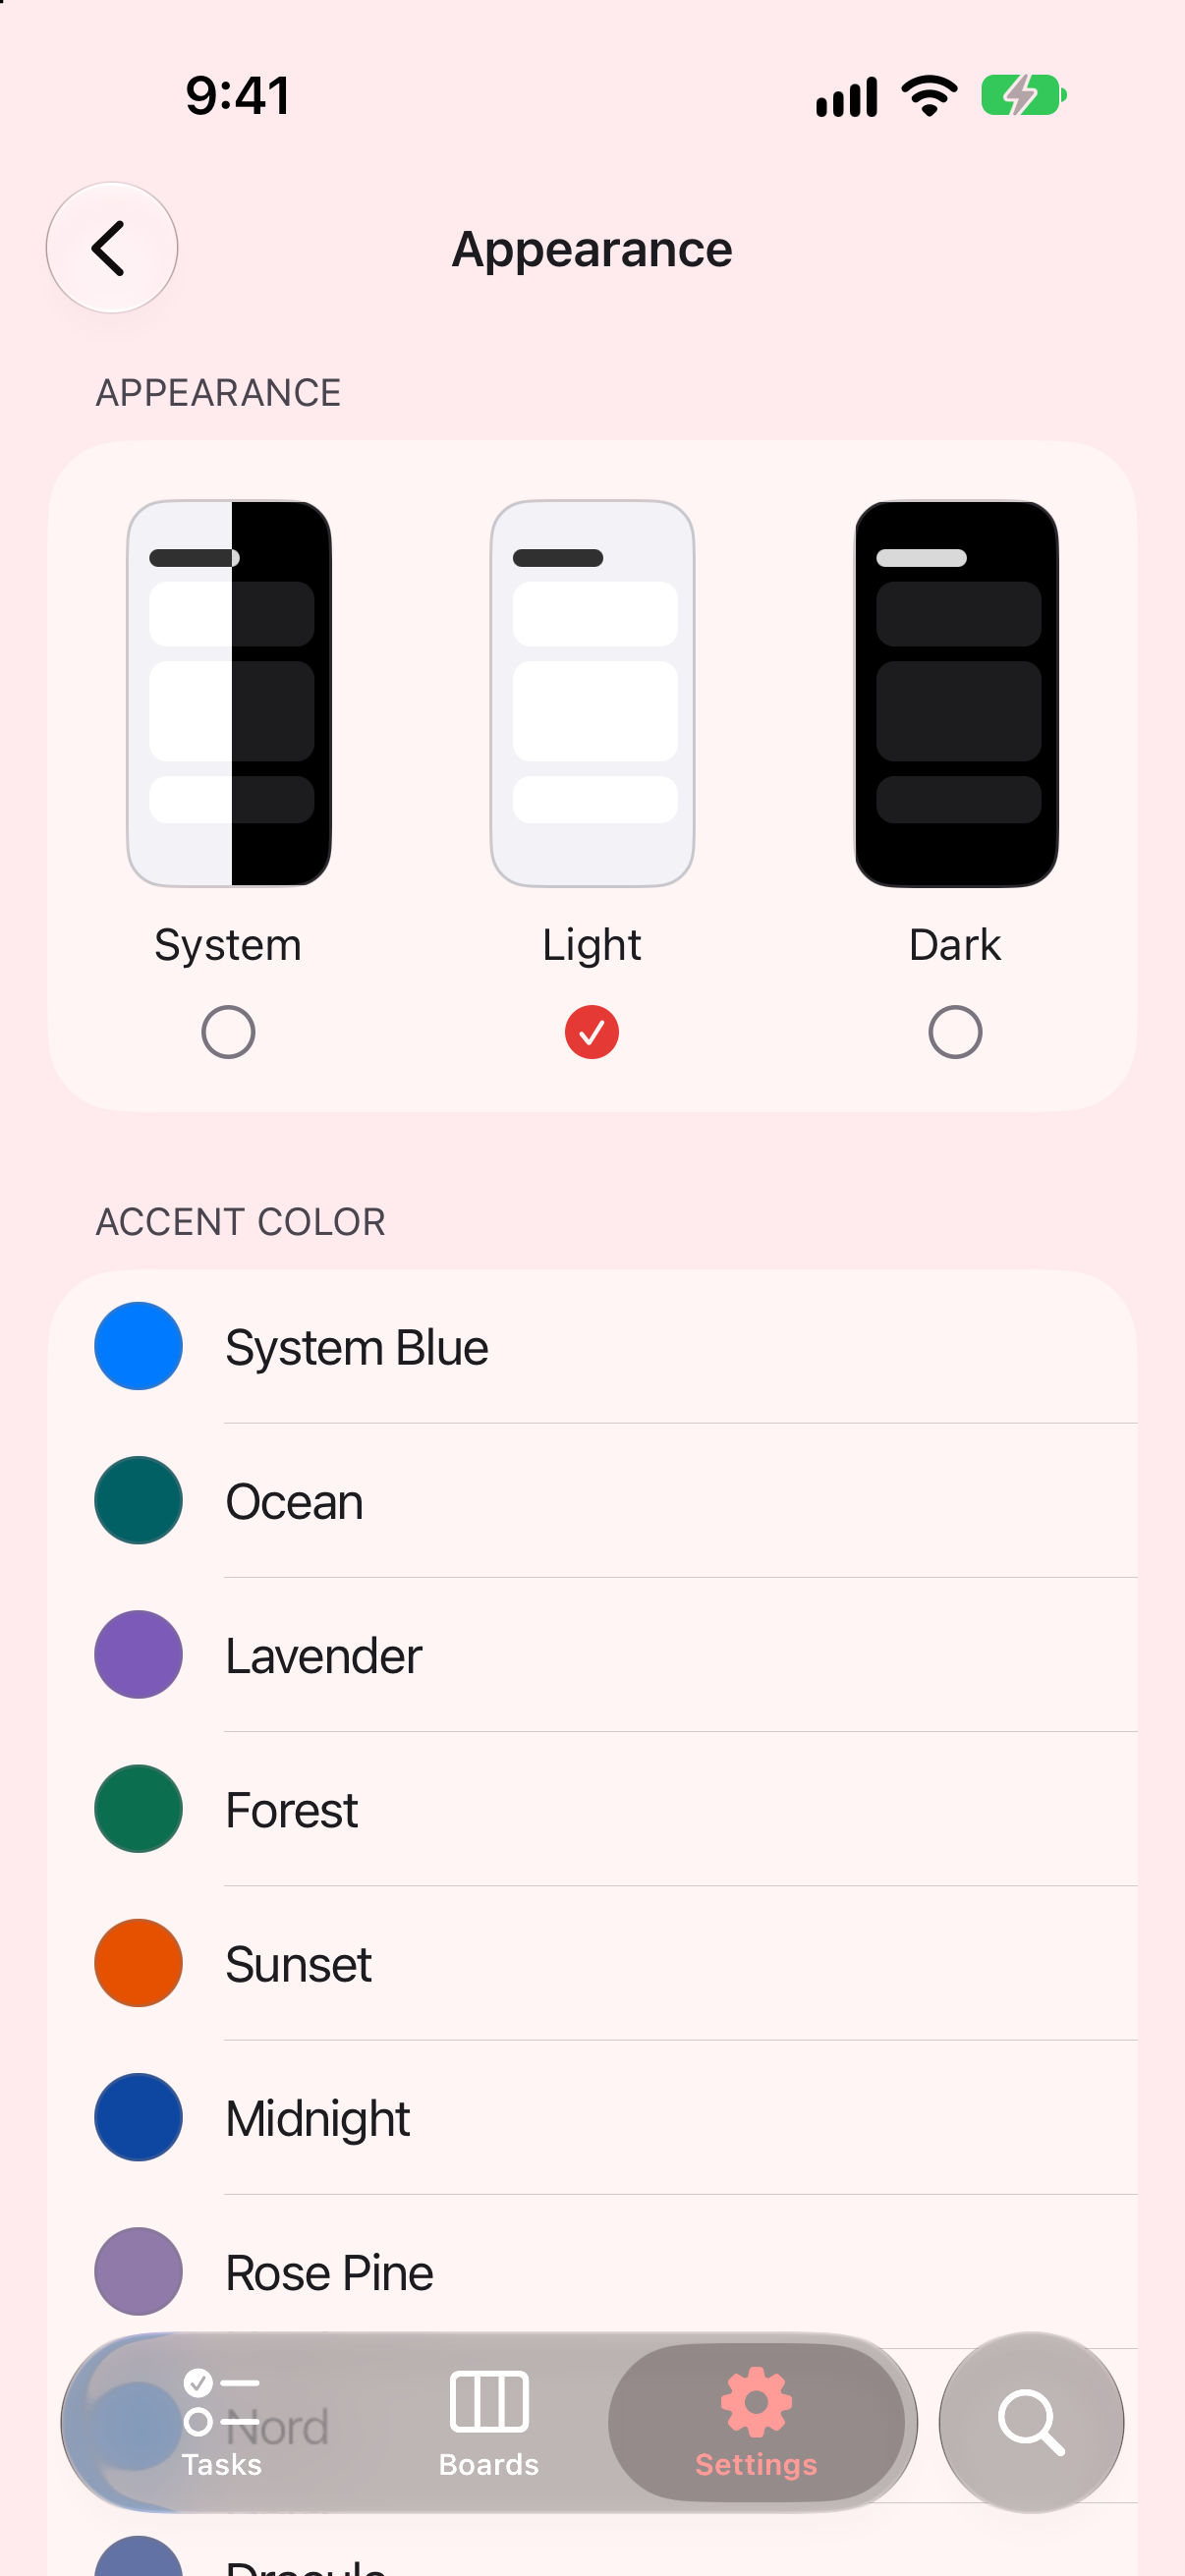 9:41
Appearance
APPEARANCE
System
Light
Dark
ACCENT COLOR
System Blue
Ocean
Lavender
Forest
Sunset
Midnight
Rose Pine
Nord
Tasks
Boards
Settings
Dracula